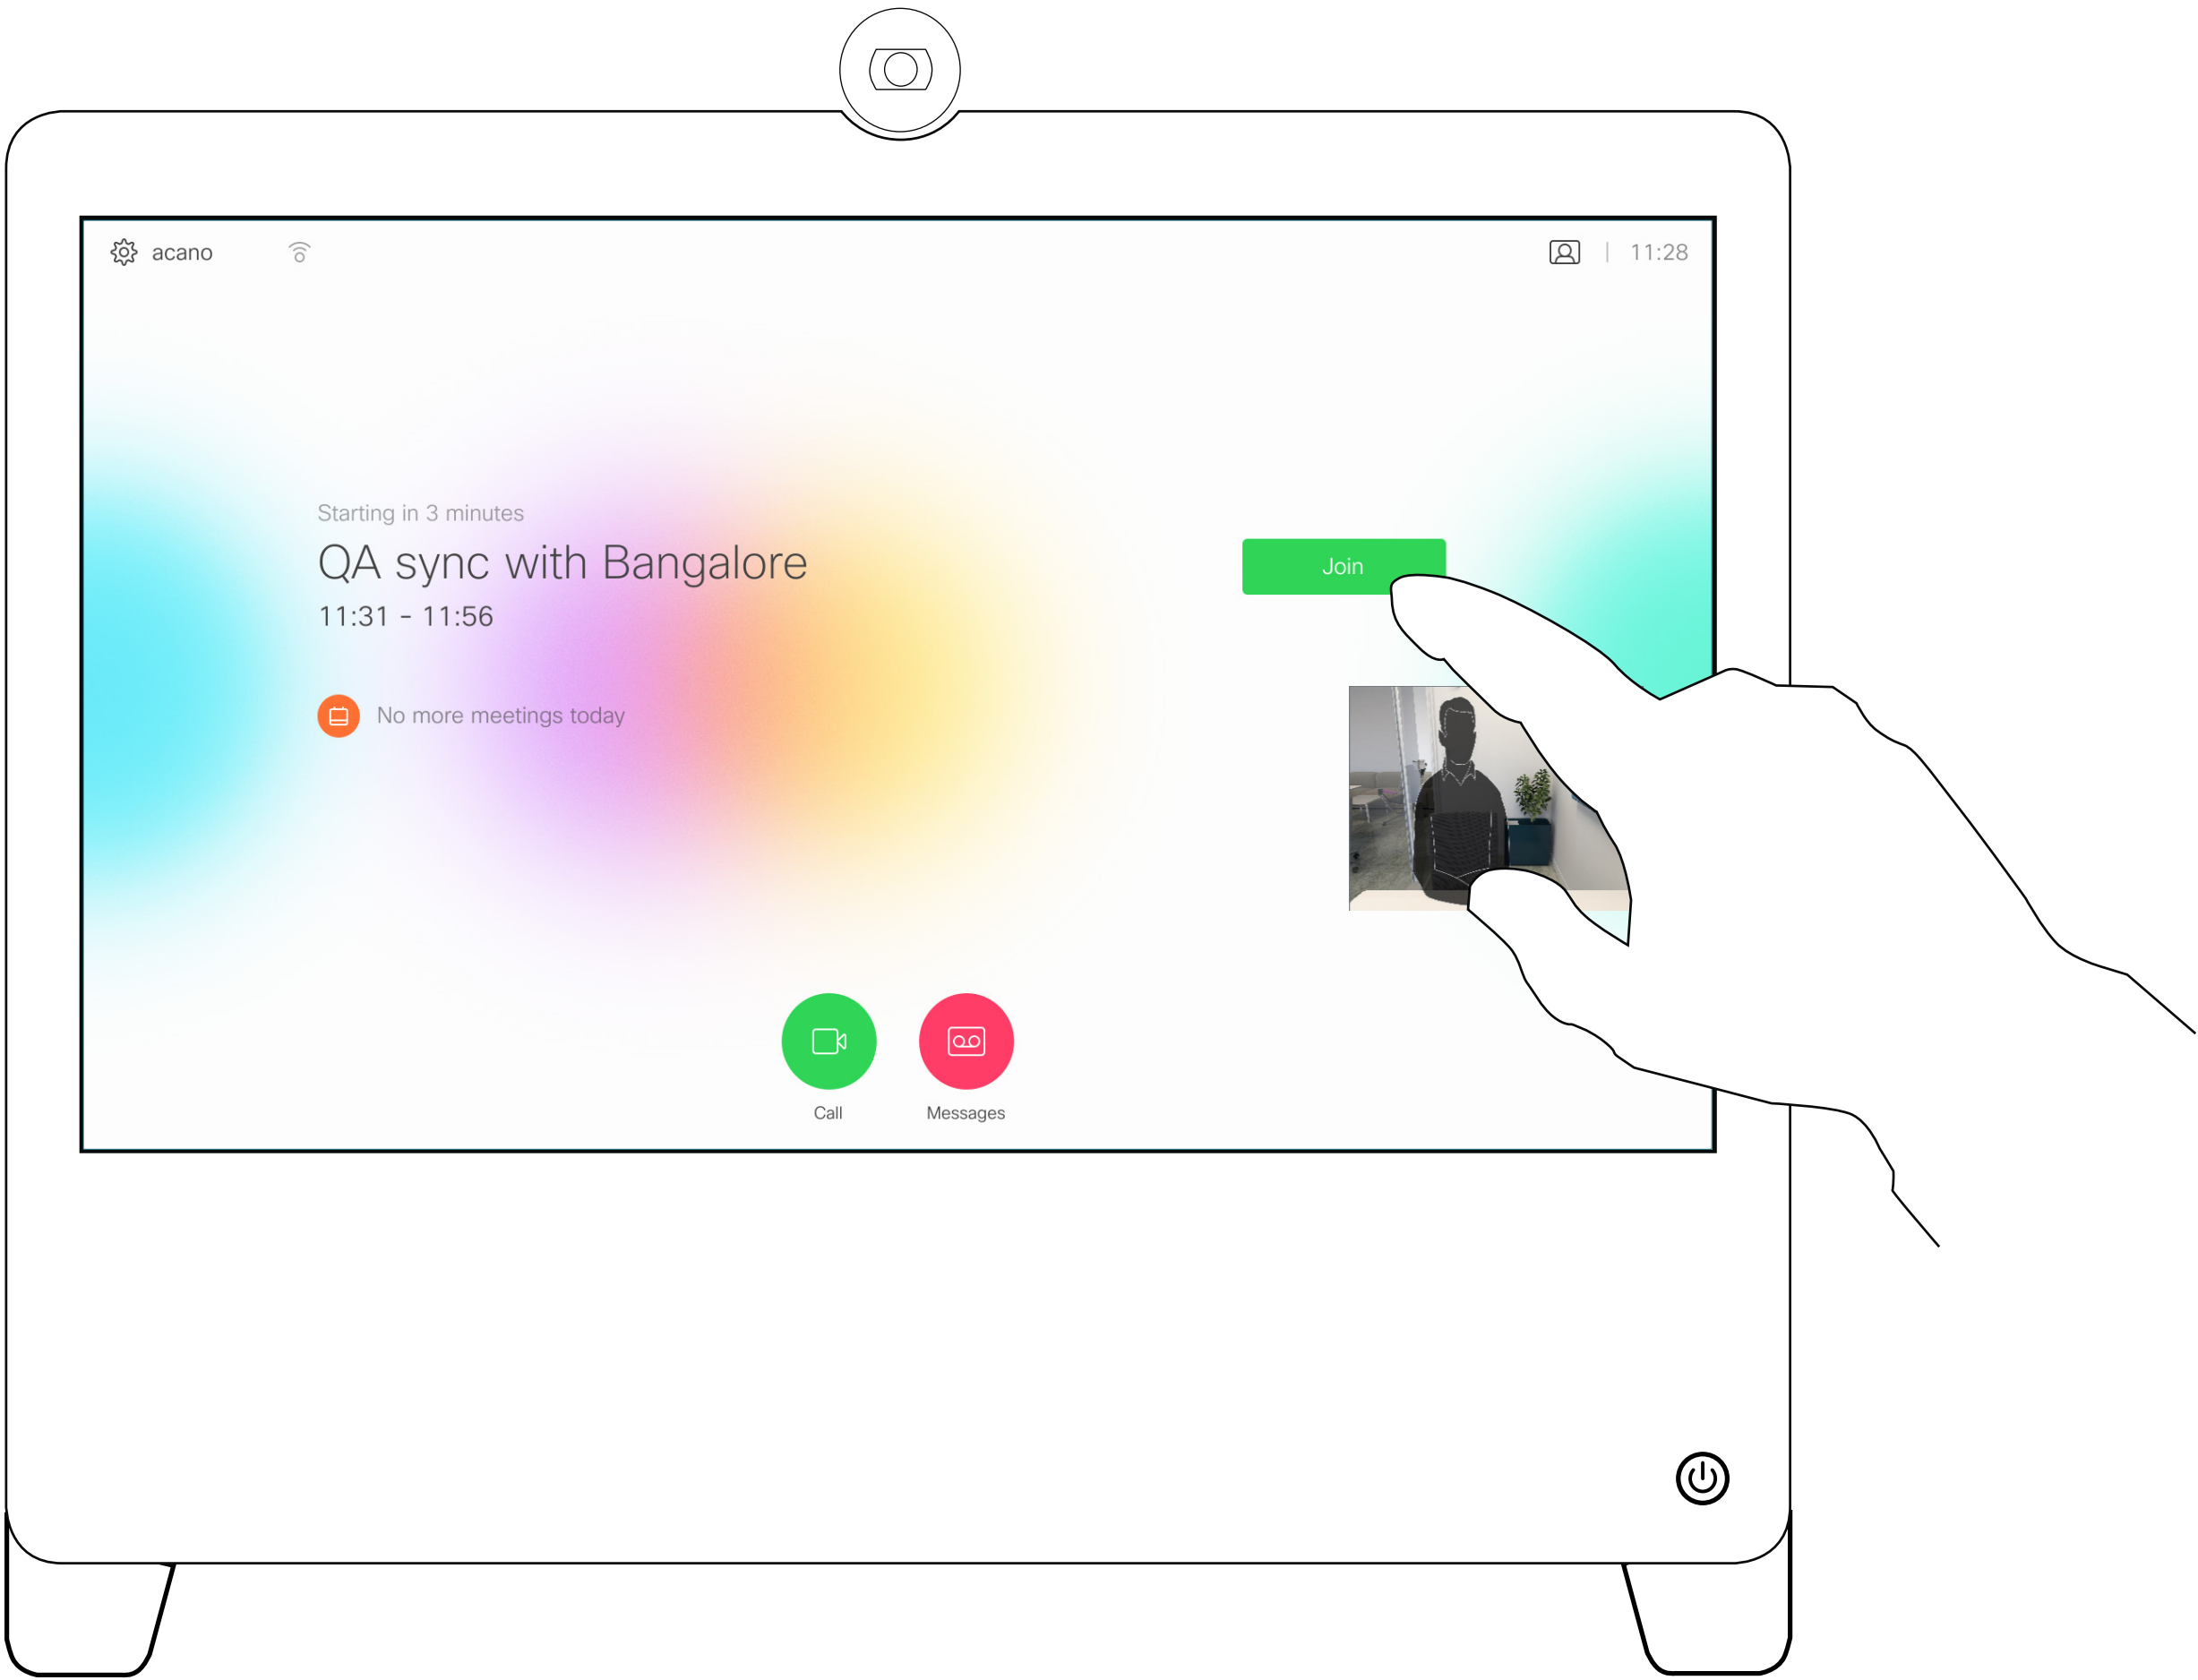 acano
11:28
Starting in 3 minutes
QA sync with Bangalore
11:31 - 11:56
Join
No more meetings today
Call
Messages